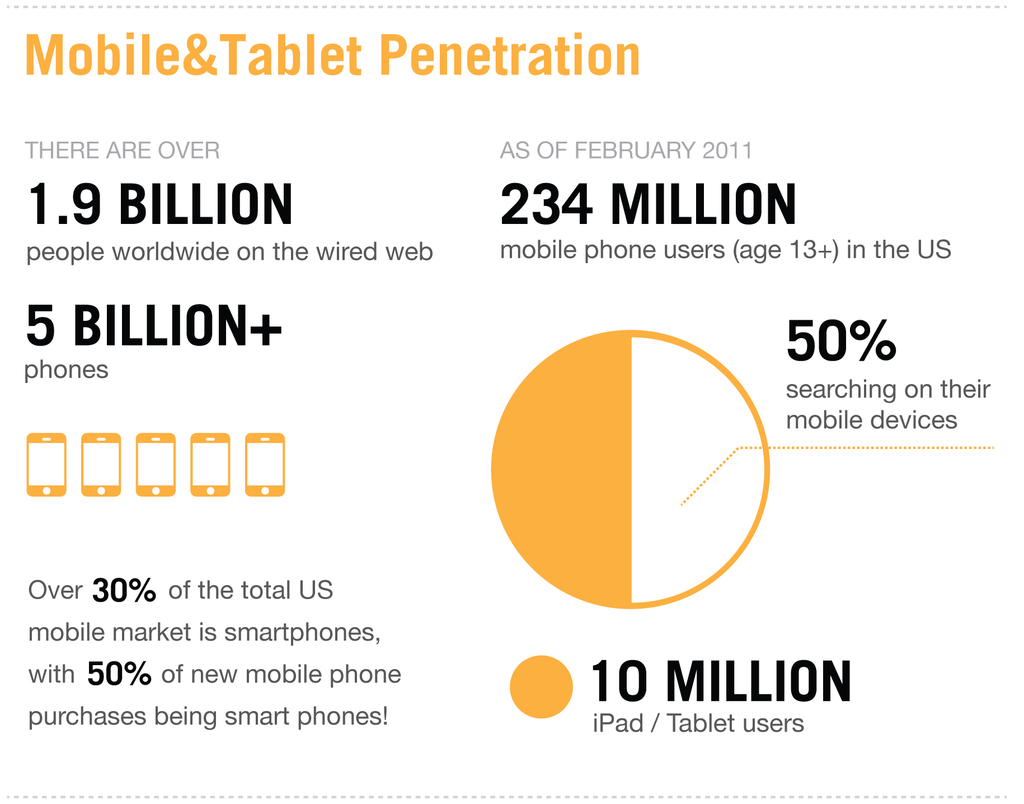 Mobile&Tablet Penetration
THERE ARE OVER
1.9 BILLION
people worldwide on the wired web
5 BILLION+
phones
Over 30% of the total US
mobile market is smartphones,
with 50% of new mobile phone
purchases being smart phones!
AS OF FEBRUARY 2011
234 MILLION
mobile phone users (age 13+) in the US
50%
searching on their
mobile devices
10 MILLION
iPad / Tablet users